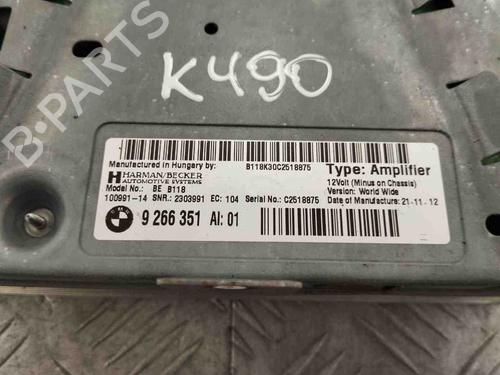 B-PARTS
K490
Manufactured in Hungary by: B118K30C2518875 Type: Amplifier
HARMAN/BECKER 12Volt (Minus on Chassis)
AUTOMOTIVE SYSTEMS Version: World Wide
Model No.: BE B118
100991-14 SNR.: 2303991 EC: 104 Serial No.: C2518875 Date of Manufacture: 21-11-12
9 266 351 AI: 01